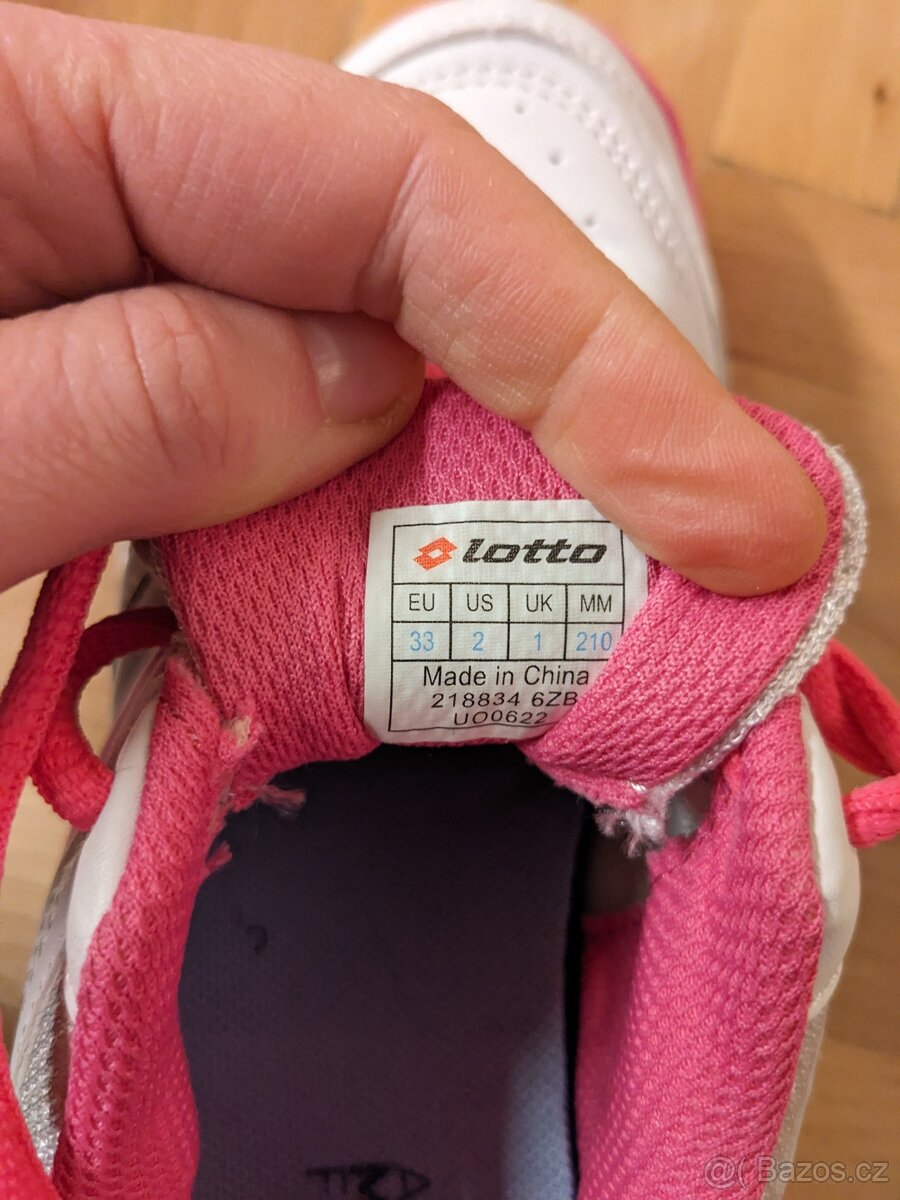 lotto
EU US UK MM
33 2 1 210
Made in China
218834 6ZB
UO0622
@( Bazos.cz